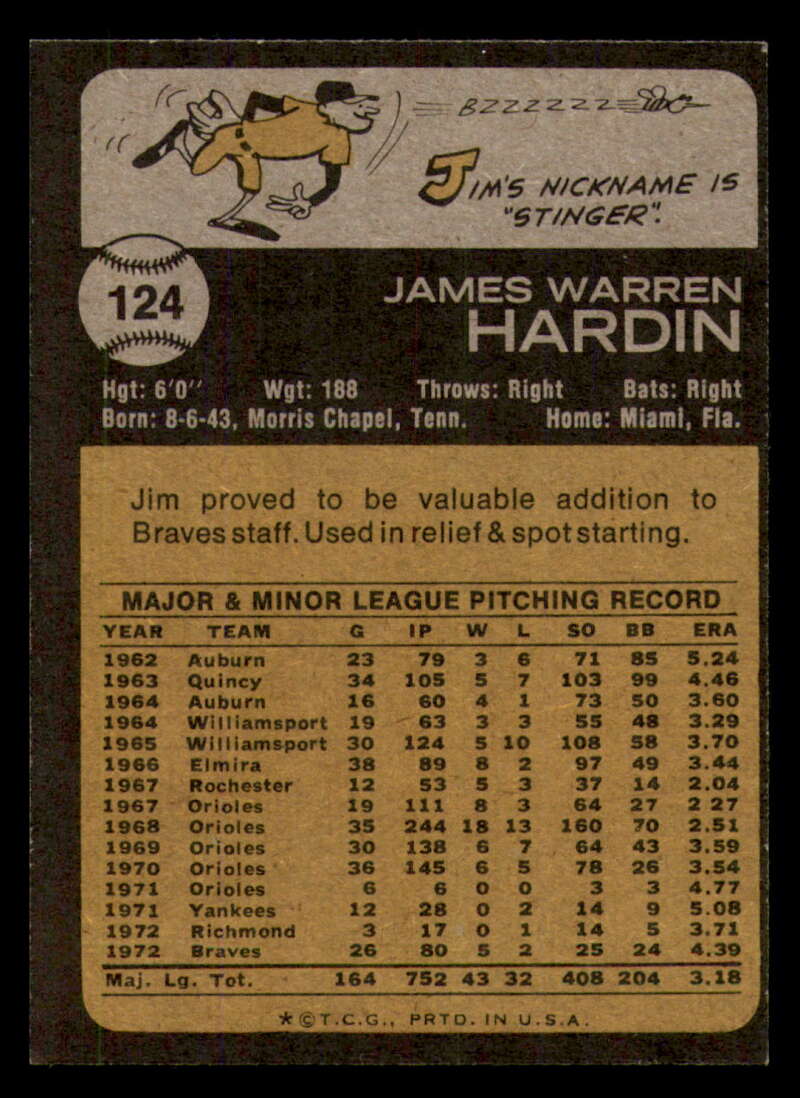 BZZZZZZZ
JIM'S NICKNAME IS
"STINGER".
124
JAMES WARREN
HARDIN
Hgt: 6'0" Wgt: 188 Throws: Right Bats: Right
Born: 8-6-43, Morris Chapel, Tenn. Home: Miami, Fla.
Jim proved to be valuable addition to
Braves staff. Used in relief & spot starting.
MAJOR & MINOR LEAGUE PITCHING RECORD
YEAR TEAM G IP W L SO BB ERA
1962 Auburn 23 79 3 6 71 85 5.24
1963 Quincy 34 105 5 7 103 99 4.46
1964 Auburn 16 60 4 1 73 50 3.60
1964 Williamsport 19 63 3 3 55 48 3.29
1965 Williamsport 30 124 5 10 108 58 3.70
1966 Elmira 38 89 8 2 97 49 3.44
1967 Rochester 12 53 5 3 37 14 2.04
1967 Orioles 19 111 8 3 64 27 2 27
1968 Orioles 35 244 18 13 160 70 2.51
1969 Orioles 30 138 6 7 64 43 3.59
1970 Orioles 36 145 6 5 78 26 3.54
1971 Orioles 6 6 0 0 3 3 4.77
1971 Yankees 12 28 0 2 14 9 5.08
1972 Richmond 3 17 0 1 14 5 3.71
1972 Braves 26 80 5 2 25 24 4.39
Maj. Lg. Tot. 164 752 43 32 408 204 3.18
*©T.C.G., PRTD. IN U.S.A.